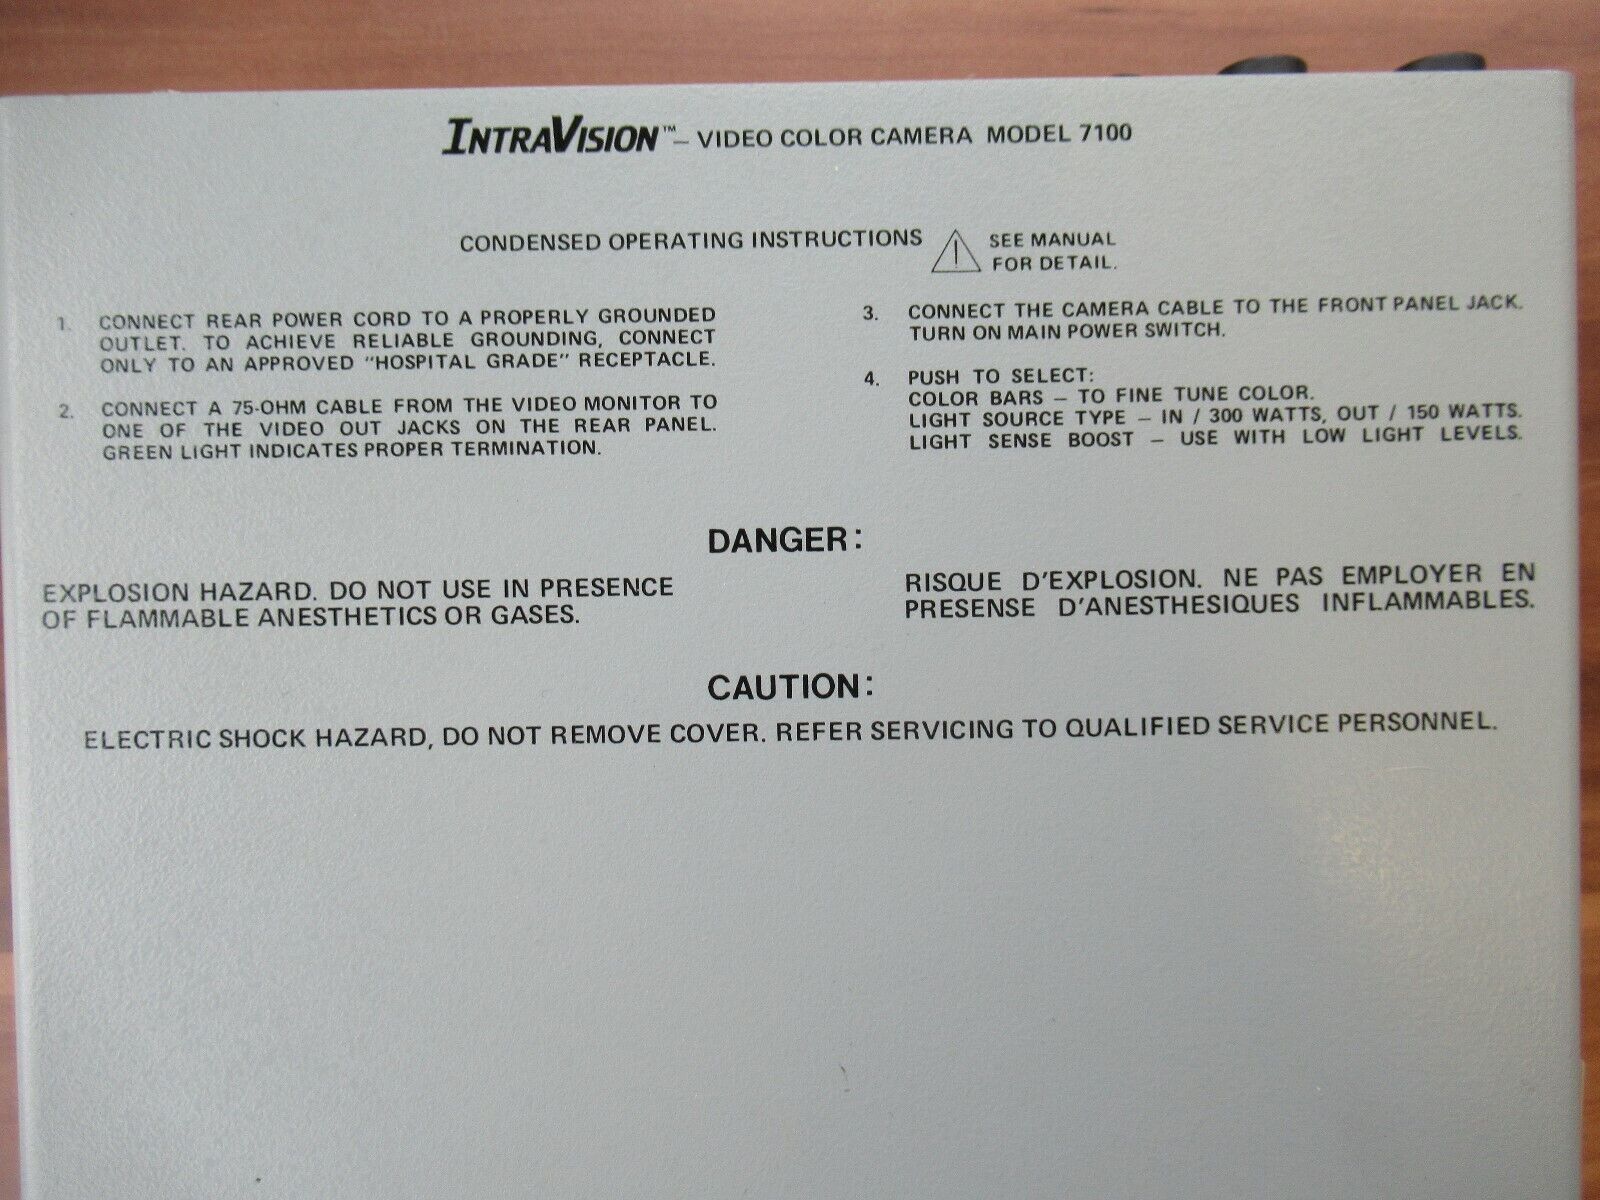 INTRAVISION™ – VIDEO COLOR CAMERA MODEL 7100
CONDENSED OPERATING INSTRUCTIONS
SEE MANUAL
FOR DETAIL.
1. CONNECT REAR POWER CORD TO A PROPERLY GROUNDED
OUTLET. TO ACHIEVE RELIABLE GROUNDING, CONNECT
ONLY TO AN APPROVED "HOSPITAL GRADE" RECEPTACLE.
2. CONNECT A 75-OHM CABLE FROM THE VIDEO MONITOR TO
ONE OF THE VIDEO OUT JACKS ON THE REAR PANEL.
GREEN LIGHT INDICATES PROPER TERMINATION.
3. CONNECT THE CAMERA CABLE TO THE FRONT PANEL JACK.
TURN ON MAIN POWER SWITCH.
4. PUSH TO SELECT:
COLOR BARS – TO FINE TUNE COLOR.
LIGHT SOURCE TYPE – IN / 300 WATTS, OUT / 150 WATTS.
LIGHT SENSE BOOST – USE WITH LOW LIGHT LEVELS.
DANGER:
EXPLOSION HAZARD. DO NOT USE IN PRESENCE
OF FLAMMABLE ANESTHETICS OR GASES.
RISQUE D'EXPLOSION. NE PAS EMPLOYER EN
PRESENSE D'ANESTHESIQUES INFLAMMABLES.
CAUTION:
ELECTRIC SHOCK HAZARD, DO NOT REMOVE COVER. REFER SERVICING TO QUALIFIED SERVICE PERSONNEL.